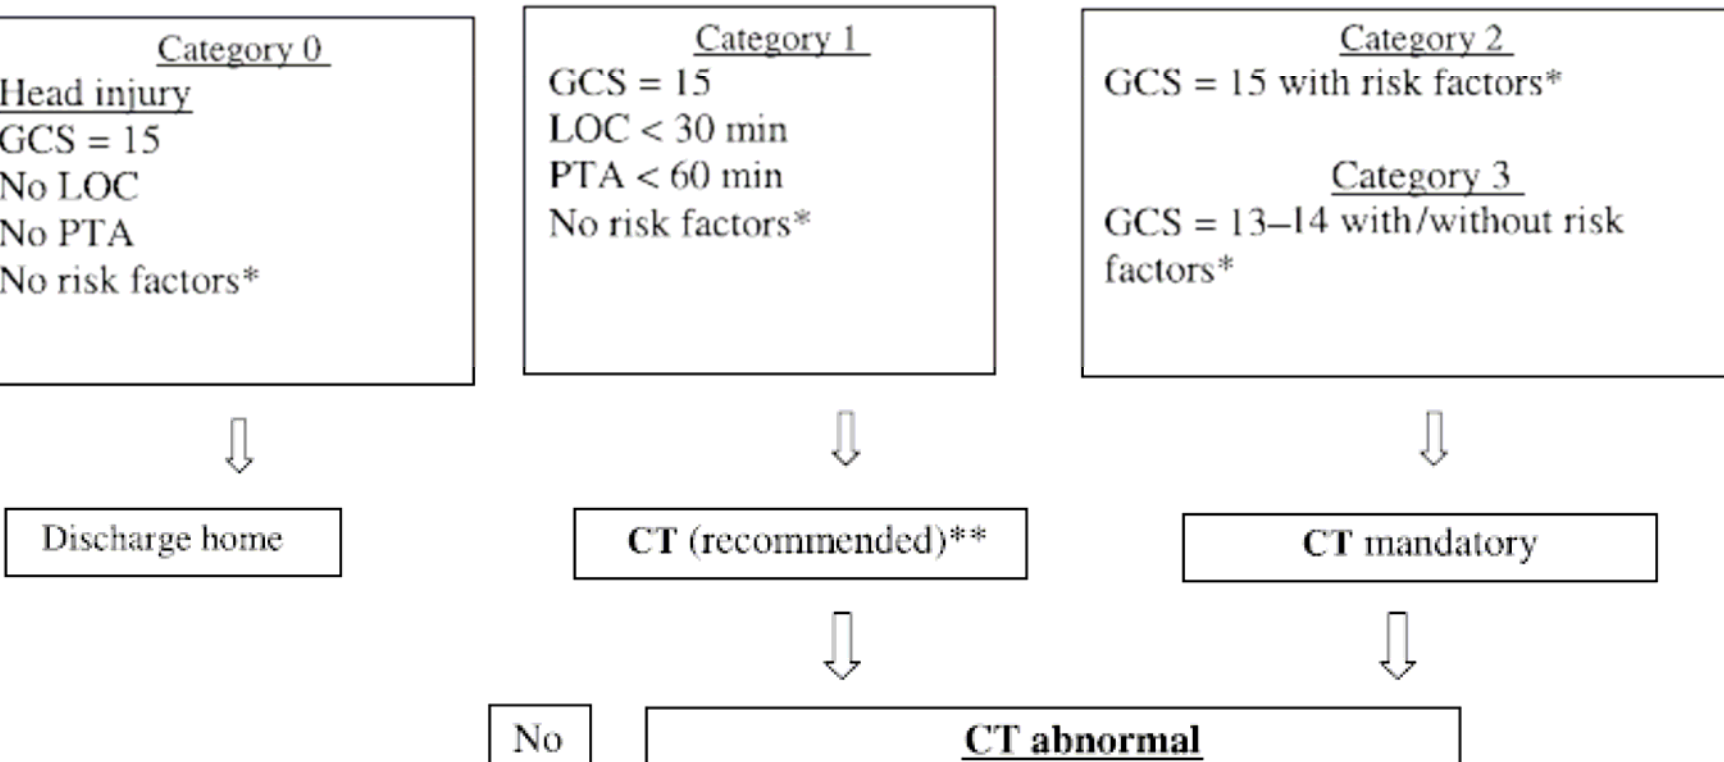 Category 0
Head injury
GCS = 15
No LOC
No PTA
No risk factors*
Category 1
GCS = 15
LOC < 30 min
PTA < 60 min
No risk factors*
Category 2
GCS = 15 with risk factors*
Category 3
GCS = 13–14 with/without risk
factors*
Discharge home
CT (recommended)**
CT mandatory
No
CT abnormal